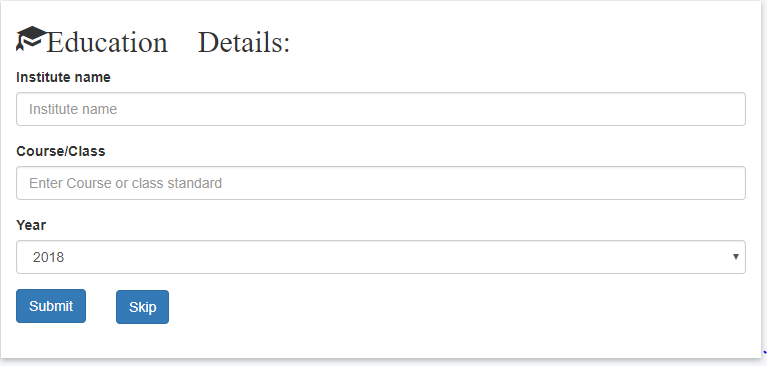 Education Details:
Institute name
Institute name
Course/Class
Enter Course or class standard
Year
2018
Submit Skip